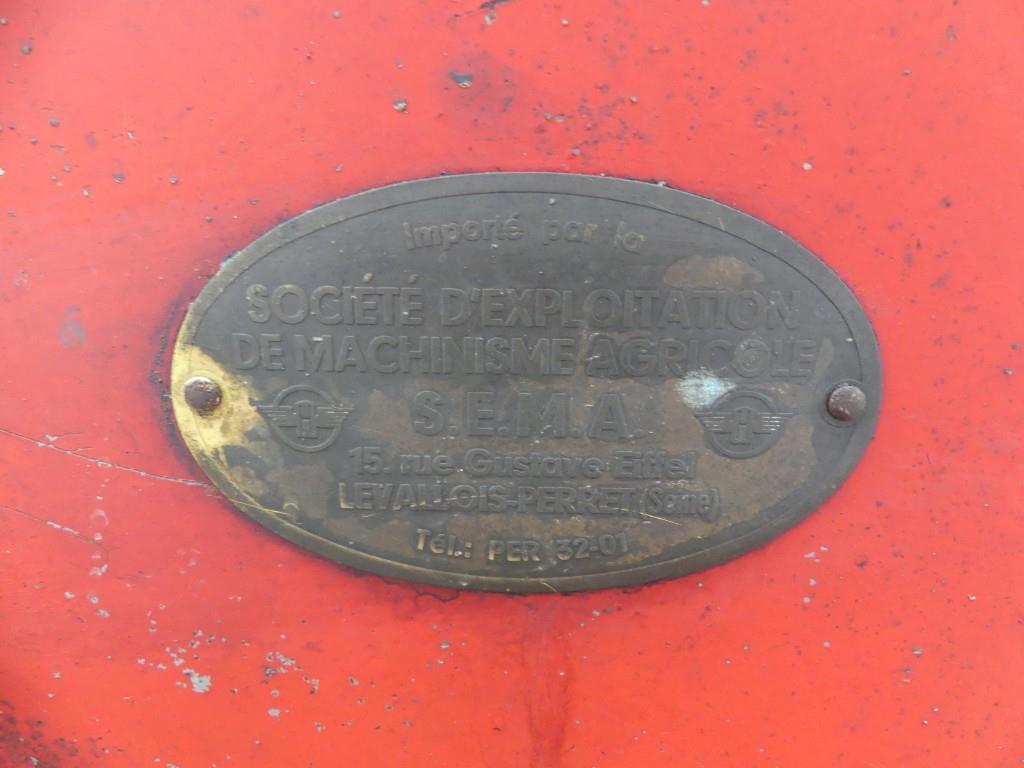 Importé par la
SOCIÉTÉ D'EXPLOITATION
DE MACHINISME AGRICOLE
S.E.M.A
15, rue Gustave Eiffel
LEVALLOIS-PERRET (Seine)
Tél.: PER 32-01